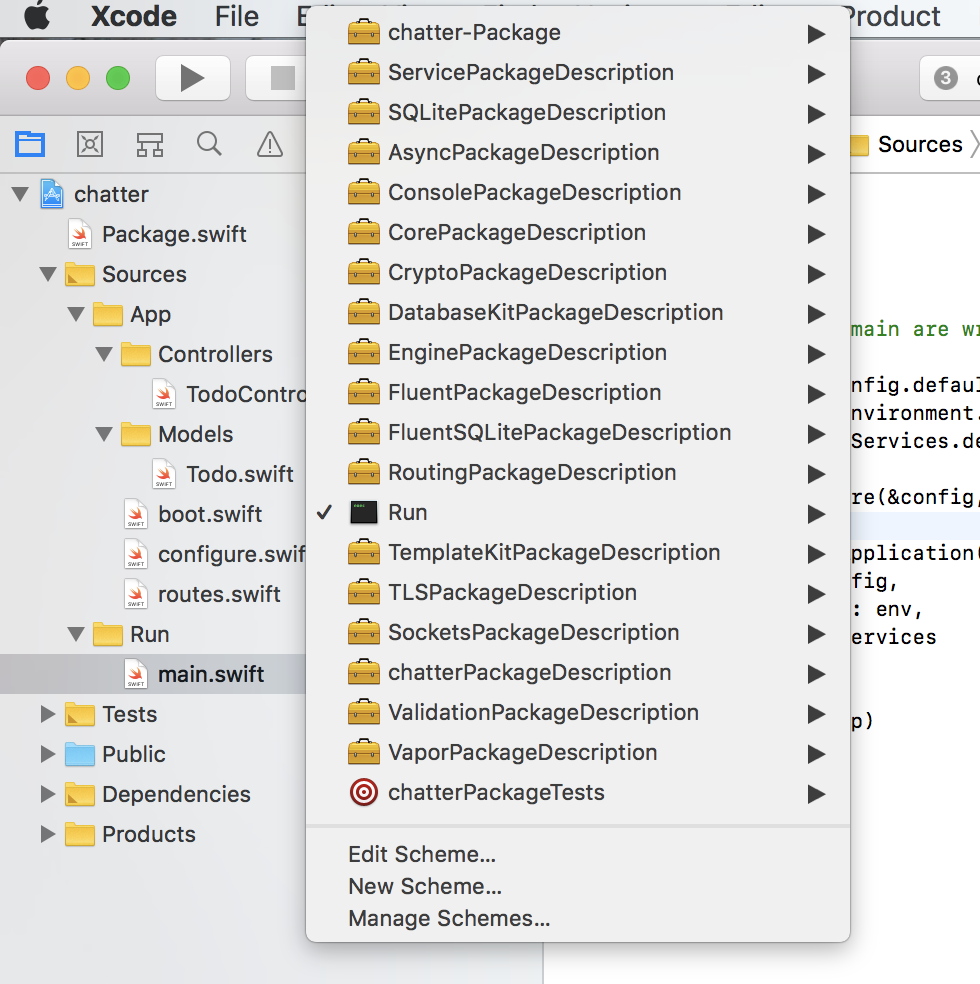 Xcode File Product
3
Sources
chatter
Package.swift
Sources
App
Controllers
TodoContro
Models
Todo.swift
boot.swift
configure.swif
routes.swift
Run
main.swift
Tests
Public
Dependencies
Products
chatter-Package
ServicePackageDescription
SQLitePackageDescription
AsyncPackageDescription
ConsolePackageDescription
CorePackageDescription
CryptoPackageDescription
DatabaseKitPackageDescription
EnginePackageDescription
FluentPackageDescription
FluentSQLitePackageDescription
RoutingPackageDescription
Run
TemplateKitPackageDescription
TLSPackageDescription
SocketsPackageDescription
chatterPackageDescription
ValidationPackageDescription
VaporPackageDescription
chatterPackageTests
Edit Scheme...
New Scheme...
Manage Schemes...
main are wr
nfig.defaul
nvironment.
Services.de
re(&config,
pplication(
fig,
: env,
ervices
p)